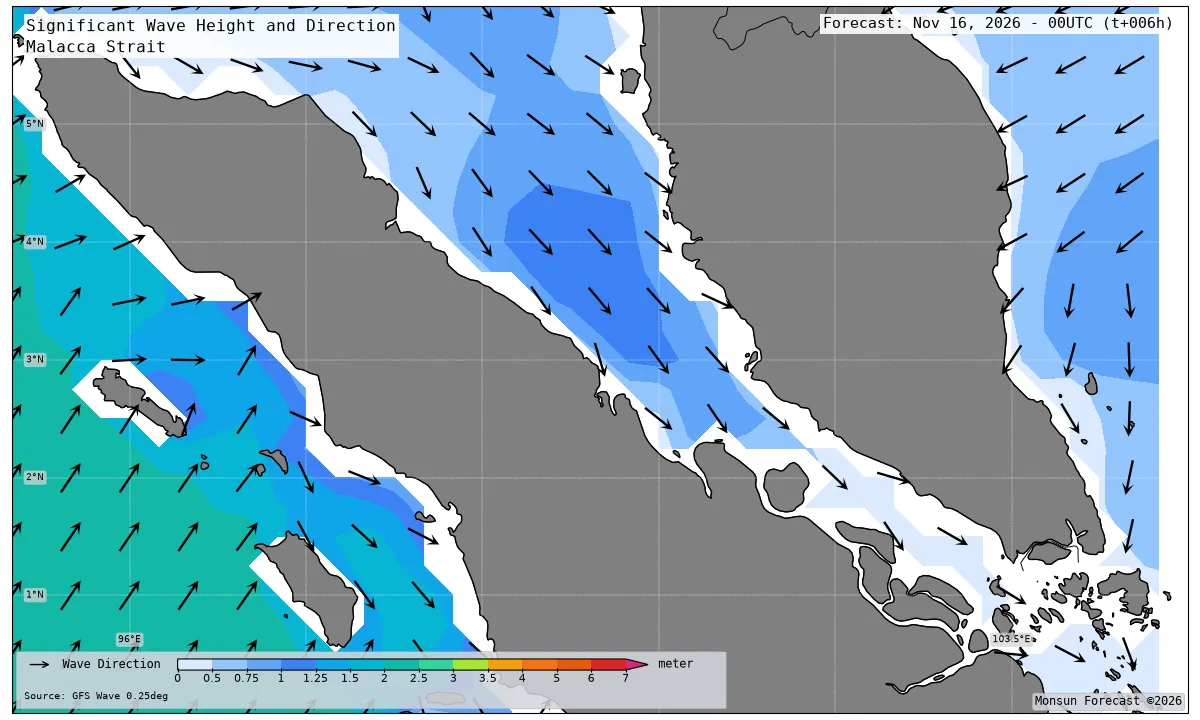 Significant Wave Height and Direction
Malacca Strait
Forecast: Nov 16, 2026 - 00UTC (t+006h)
5°N
4°N
3°N
2°N
1°N
96°E
103.5°E
Wave Direction
meter
0 0.5 0.75 1 1.25 1.5 2 2.5 3 3.5 4 5 6 7
Source: GFS Wave 0.25deg
Monsun Forecast ©2026